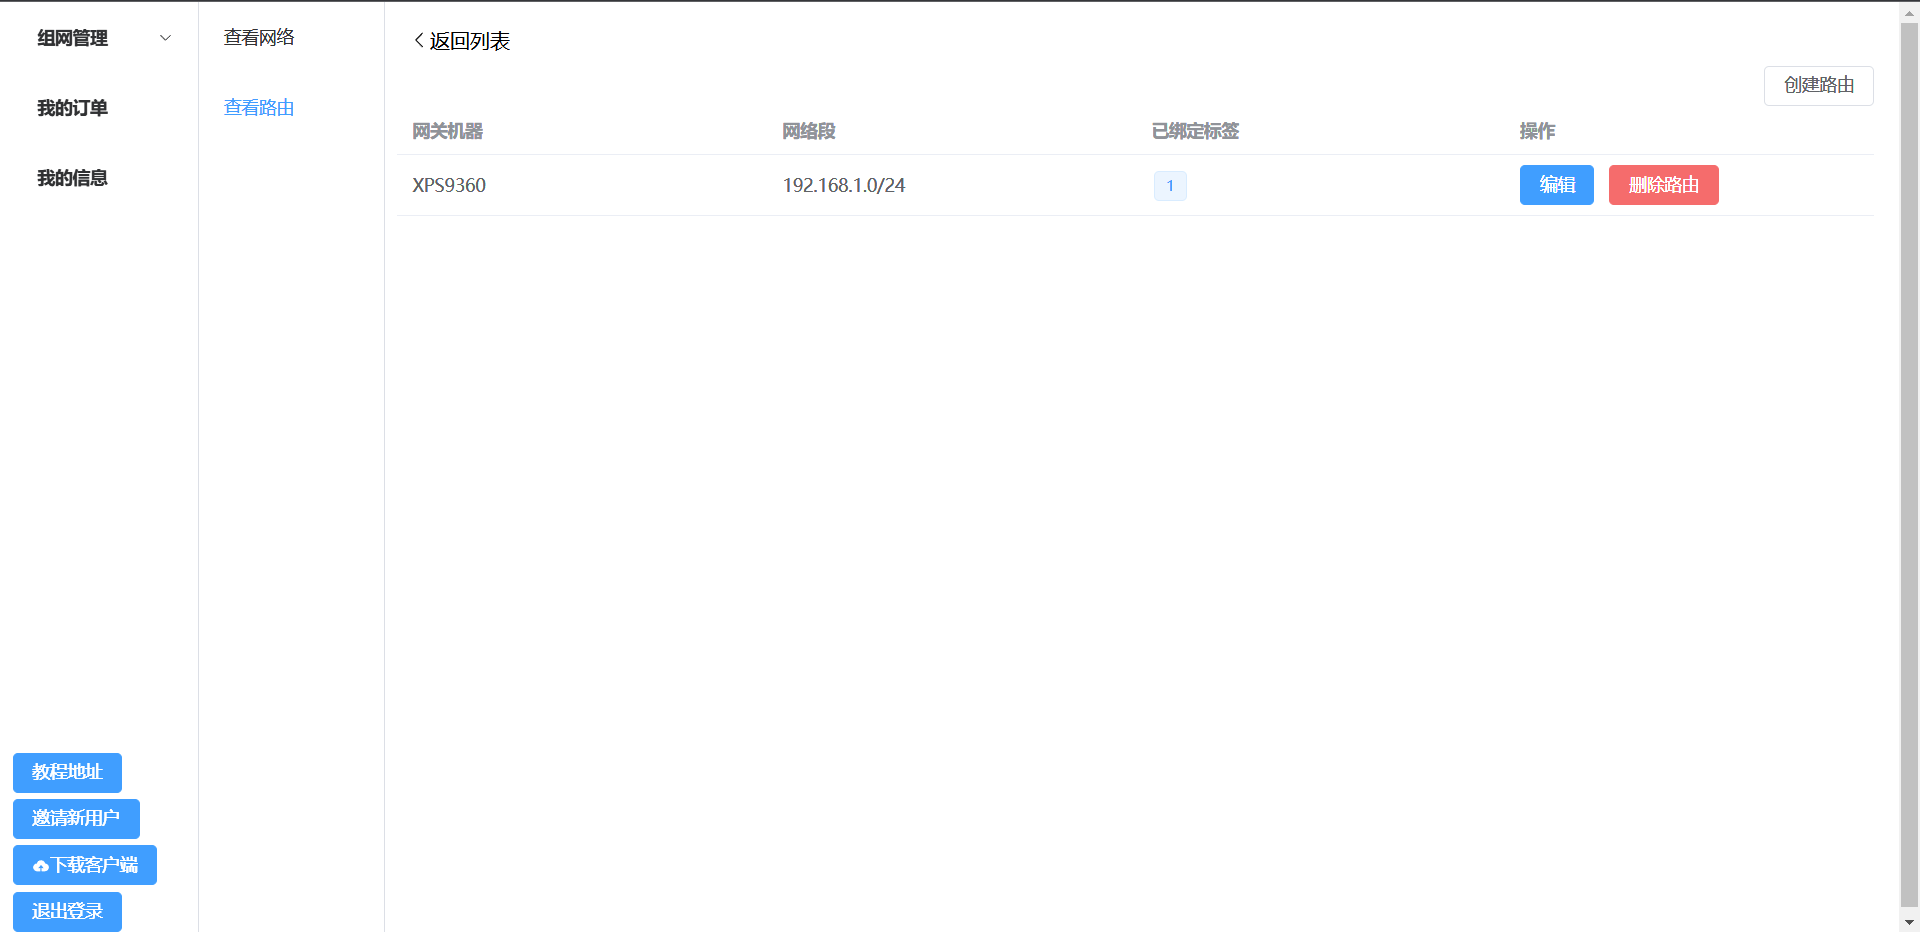 组网管理
我的订单
我的信息
查看网络
查看路由
返回列表
创建路由
网关机器 网络段 已绑定标签 操作
XPS9360 192.168.1.0/24 1 编辑 删除路由
教程地址
邀请新用户
下载客户端
退出登录